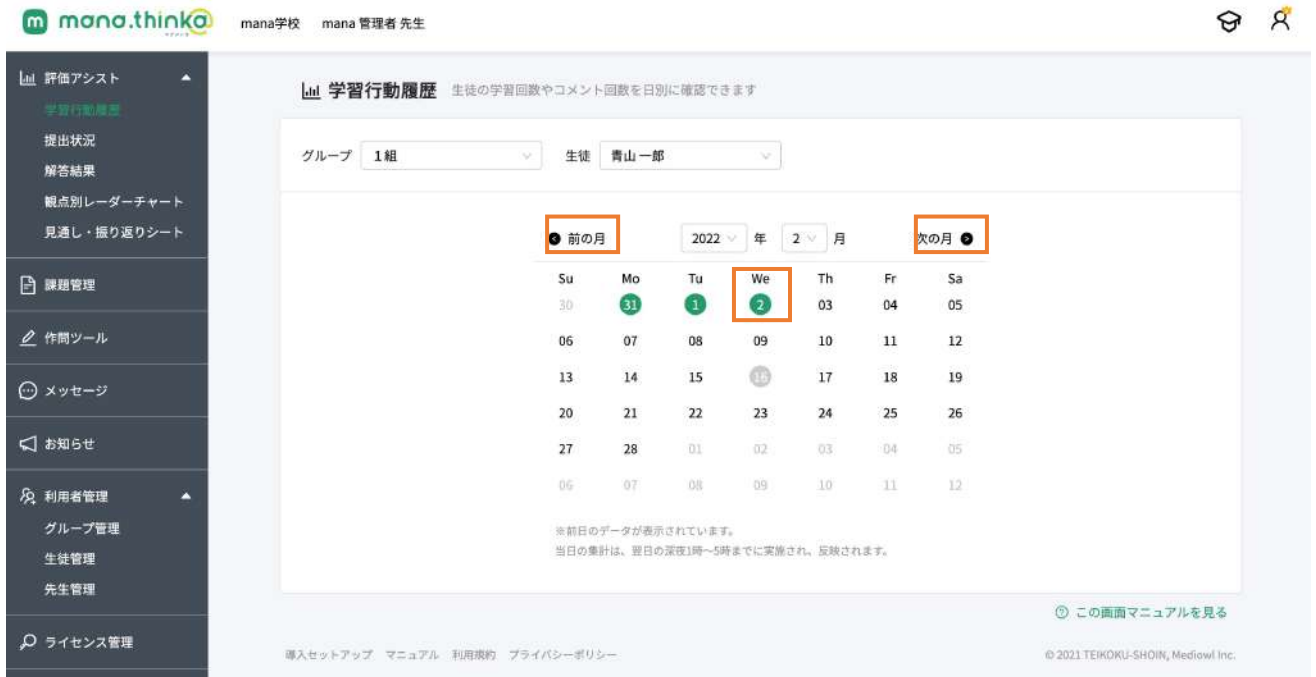 mana.think@
mana学校 mana 管理者 先生
評価アシスト
学習行動履歴
提出状況
解答結果
観点別レーダーチャート
見通し・振り返りシート
課題管理
作問ツール
メッセージ
お知らせ
利用者管理
グループ管理
生徒管理
先生管理
ライセンス管理
学習行動履歴 生徒の学習回数やコメント回数を日別に確認できます
グループ 1組 生徒 青山 一郎
前の月 2022 年 2 月 次の月
Su Mo Tu We Th Fr Sa
30 31 1 2 03 04 05
06 07 08 09 10 11 12
13 14 15 16 17 18 19
20 21 22 23 24 25 26
27 28 01 02 03 04 05
06 07 08 09 10 11 12
※前日のデータが表示されています。
当日の集計は、翌日の深夜1時～5時までに実施され、反映されます。
この画面マニュアルを見る
導入セットアップ マニュアル 利用規約 プライバシーポリシー
© 2021 TEIKOKU-SHOIN, Mediowl Inc.